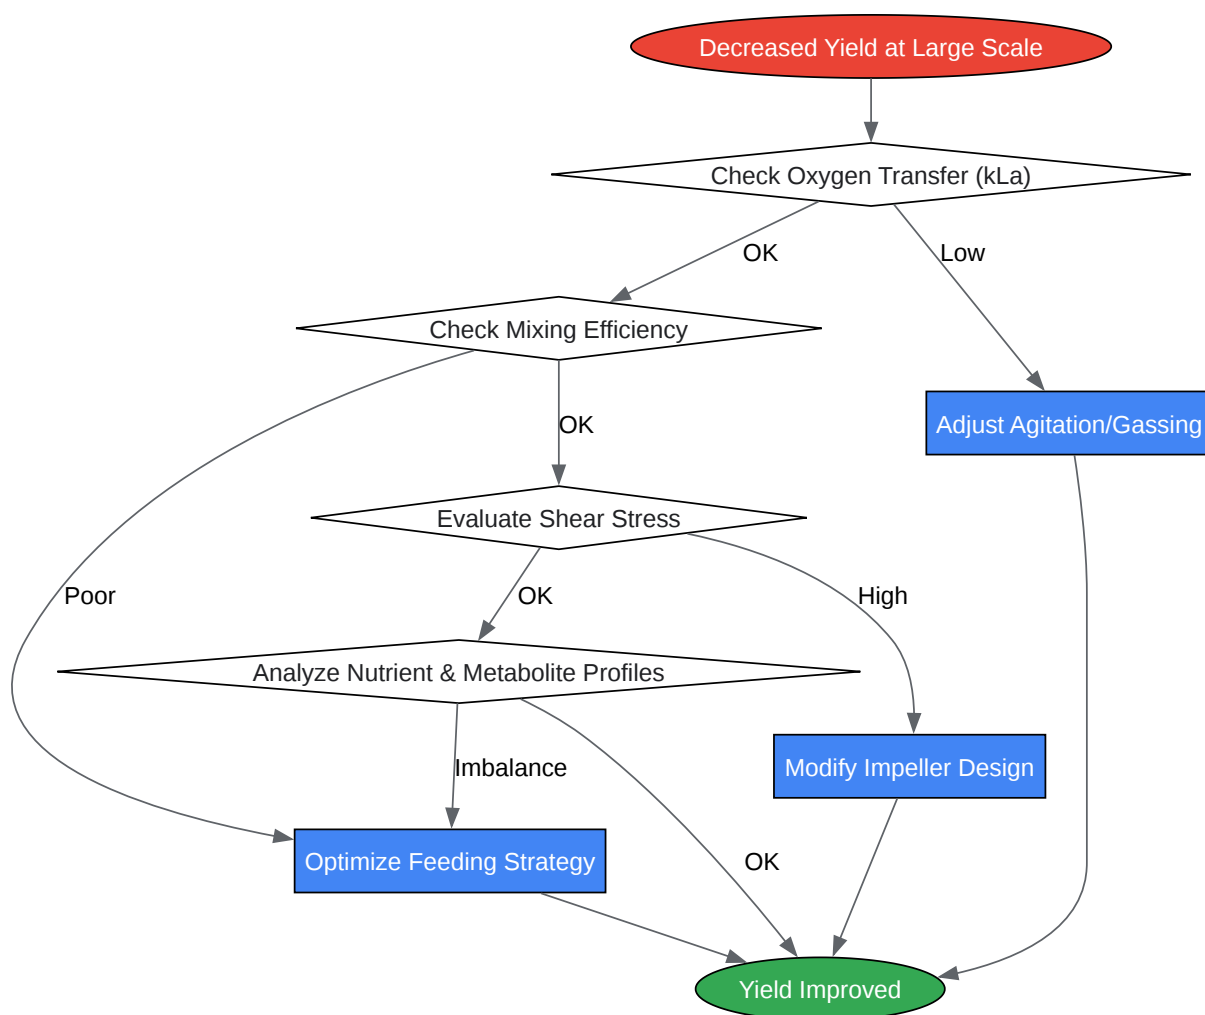 Decreased Yield at Large Scale
Check Oxygen Transfer (kLa)
OK
Low
Check Mixing Efficiency
Adjust Agitation/Gassing
OK
Evaluate Shear Stress
Poor
OK
High
Analyze Nutrient & Metabolite Profiles
Imbalance
Modify Impeller Design
Optimize Feeding Strategy
OK
Yield Improved